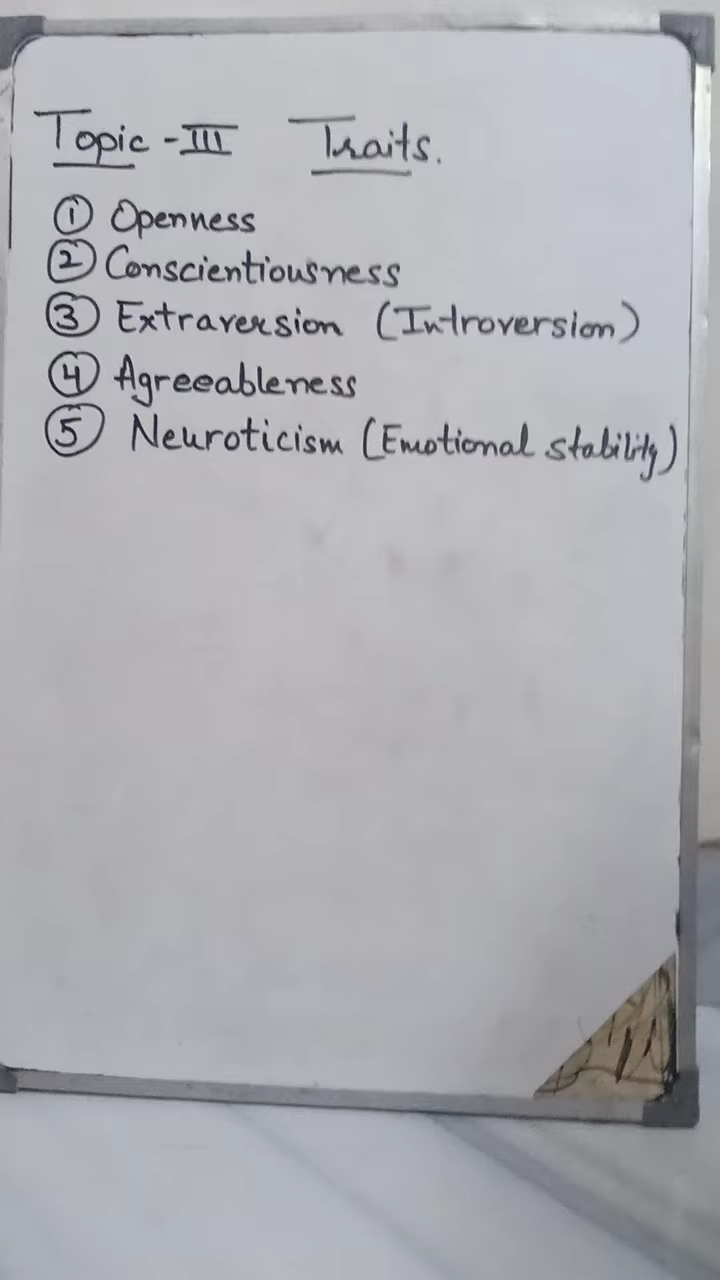 Topic-III Traits.
① Openness
② Conscientiousness
③ Extraversion (Introversion)
④ Agreeableness
⑤ Neuroticism (Emotional stability)